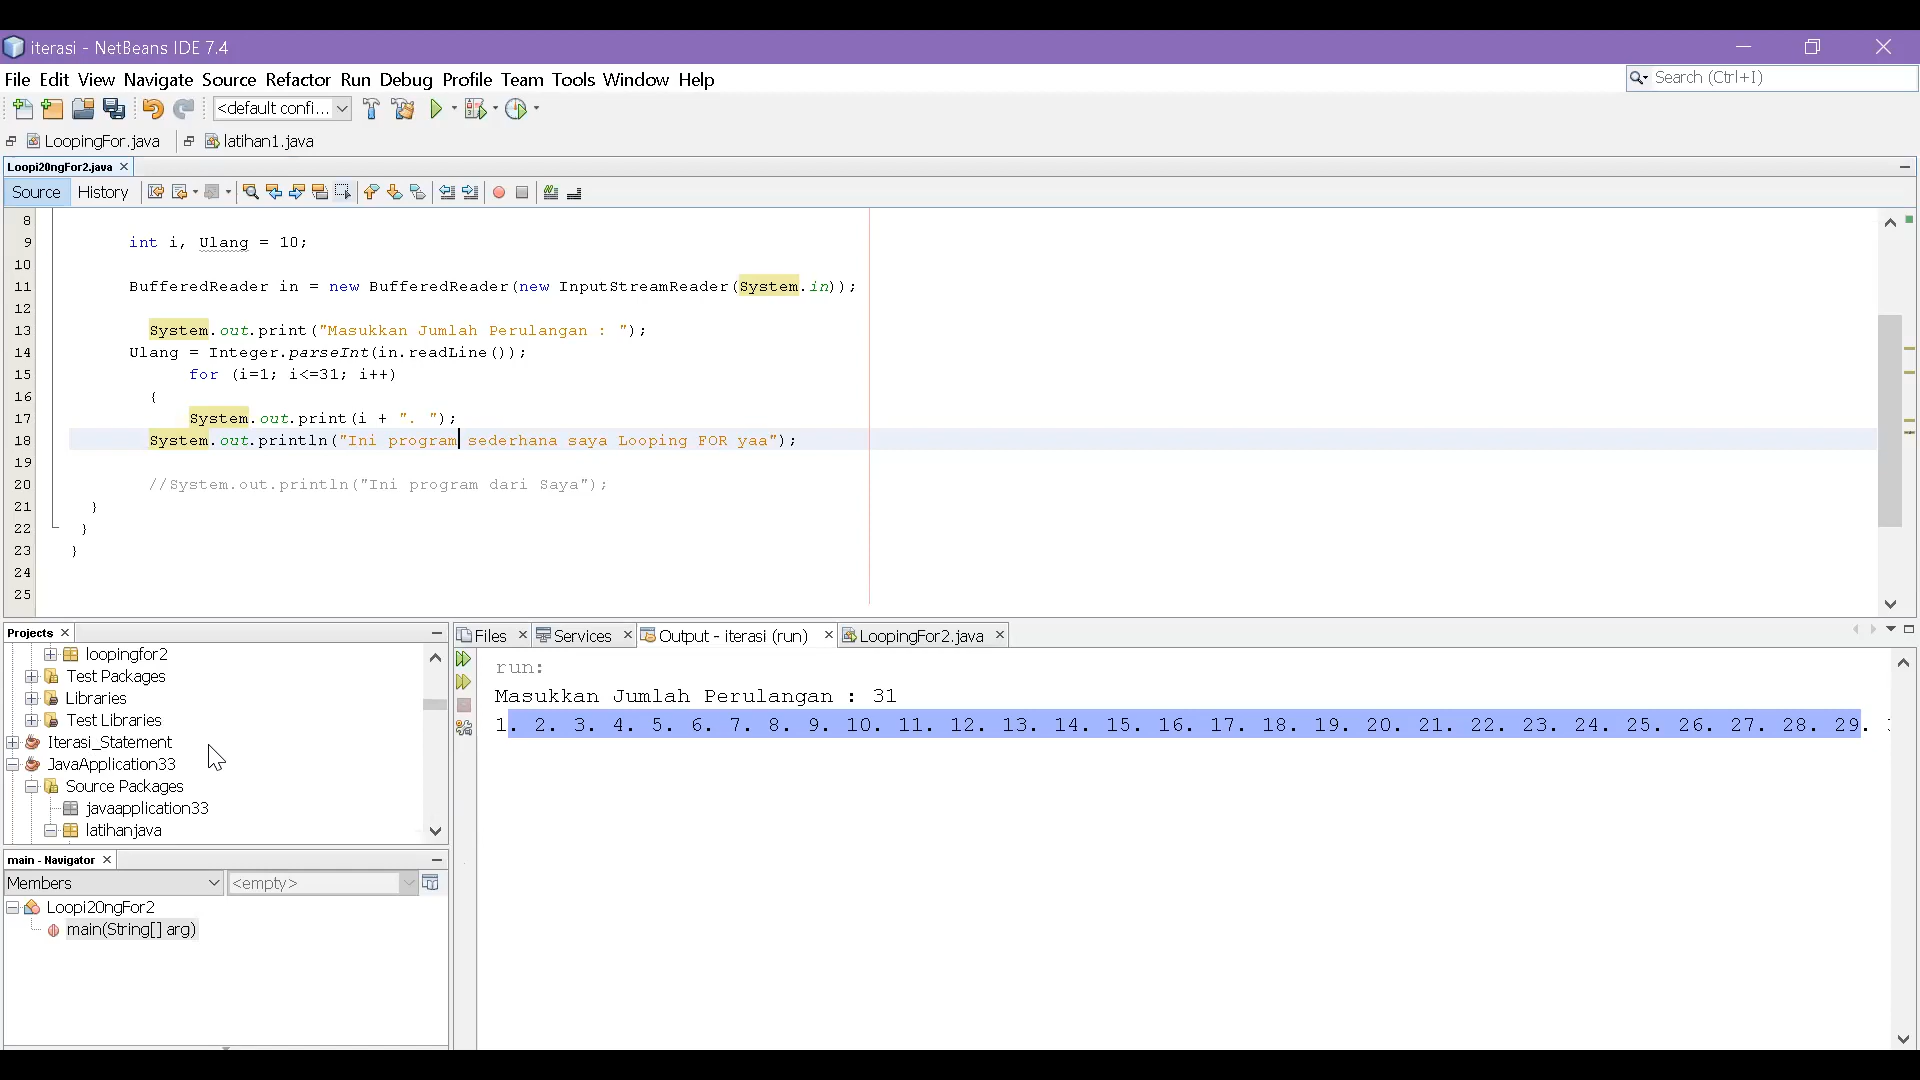 iterasi - NetBeans IDE 7.4
File Edit View Navigate Source Refactor Run Debug Profile Team Tools Window Help
Search (Ctrl+I)
<default confi...
LoopingFor.java latihan1.java
Loopi20ngFor2.java
Source History
8
9 int i, Ulang = 10;
10
11 BufferedReader in = new BufferedReader(new InputStreamReader(System.in));
12
13 System.out.print("Masukkan Jumlah Perulangan : ");
14 Ulang = Integer.parseInt(in.readLine());
15 for (i=1; i<=31; i++)
16 {
17 System.out.print(i + ". ");
18 System.out.println("Ini program sederhana saya Looping FOR yaa");
19
20 //System.out.println("Ini program dari Saya");
21 }
22 }
23 }
24
25
Projects
loopingfor2
Test Packages
Libraries
Test Libraries
Iterasi_Statement
JavaApplication33
Source Packages
javaapplication33
latihanjava
main - Navigator
Members <empty>
Loopi20ngFor2
main(String[] arg)
Files Services Output - iterasi (run) LoopingFor2.java
run:
Masukkan Jumlah Perulangan : 31
1. 2. 3. 4. 5. 6. 7. 8. 9. 10. 11. 12. 13. 14. 15. 16. 17. 18. 19. 20. 21. 22. 23. 24. 25. 26. 27. 28. 29.